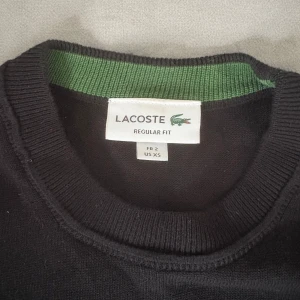 LACOSTE
REGULAR FIT
FR 2
US XS